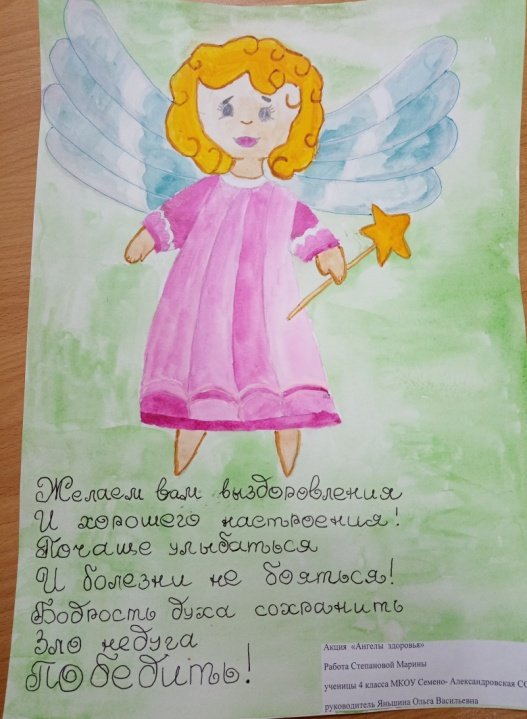 Желаем вам выздоровления
И хорошего настроения!
Почаще улыбаться
И болезни не бояться!
Бодрость духа сохранить
Зло недуга
Победить!
Акция «Ангелы здоровья»
Работа Степановой Марины
ученицы 4 класса МКОУ Семено- Александровская СО
руководитель Яньшина Ольга Васильевна